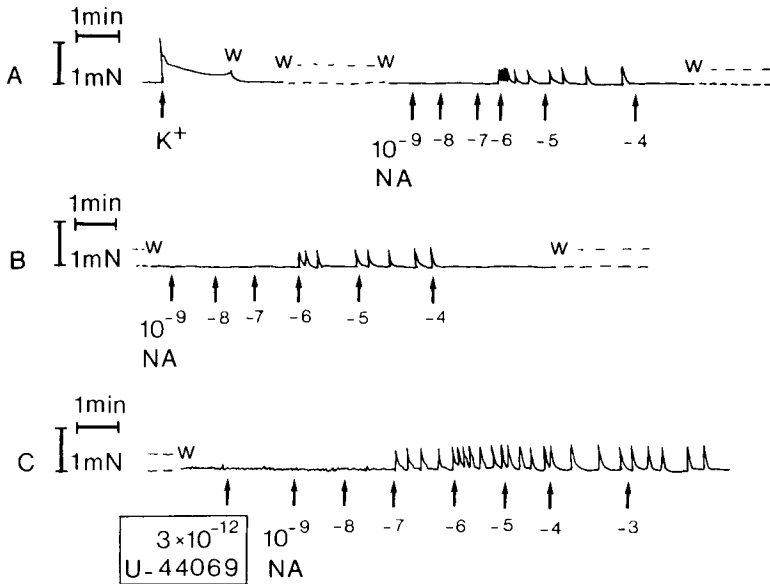 1min
A
1mN
W
W
W
W
K+
10⁻⁹ -8 -7 -6 -5 -4
NA
1min
B
1mN
W
W
10⁻⁹ -8 -7 -6 -5 -4
NA
1min
C
1mN
W
3×10⁻¹² 10⁻⁹ -8 -7 -6 -5 -4 -3
U-44069 NA